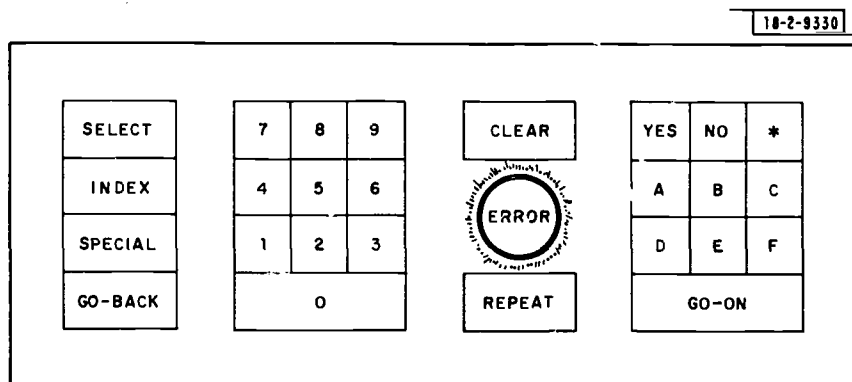 18-2-9330
SELECT 7 8 9 CLEAR YES NO *
INDEX 4 5 6 A B C
ERROR
SPECIAL 1 2 3 D E F
GO-BACK 0 REPEAT GO-ON